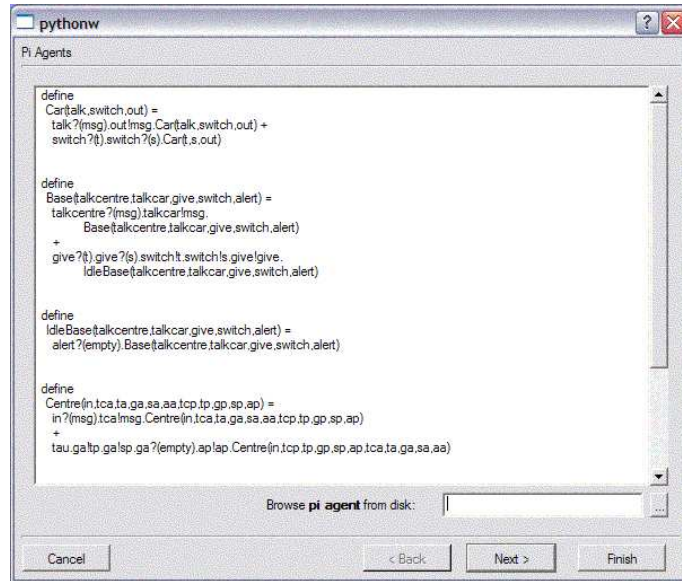 pythonw
Pi Agents
define
Car(talk,switch,out) =
talk?(msg).out!msg.Car(talk,switch,out) +
switch?(t).switch?(s).Car(t,s,out)
define
Base(talkcentre,talkcar,give,switch,alert) =
talkcentre?(msg).talkcar!msg.
Base(talkcentre,talkcar,give,switch,alert)
+
give?(t).give?(s).switch!t.switch!s.give!give.
IdleBase(talkcentre,talkcar,give,switch,alert)
define
IdleBase(talkcentre,talkcar,give,switch,alert) =
alert?(empty).Base(talkcentre,talkcar,give,switch,alert)
define
Centre(in,tca,ta,ga,sa,aa,tcp,tp,gp,sp,ap) =
in?(msg).tca!msg.Centre(in,tca,ta,ga,sa,aa,tcp,tp,gp,sp,ap)
+
tau.ga!tp.ga!sp.ga?(empty).ap!ap.Centre(in,tcp,tp,gp,sp,ap,tca,ta,ga,sa,aa)
Browse pi agent from disk:
...
Cancel
< Back
Next >
Finish